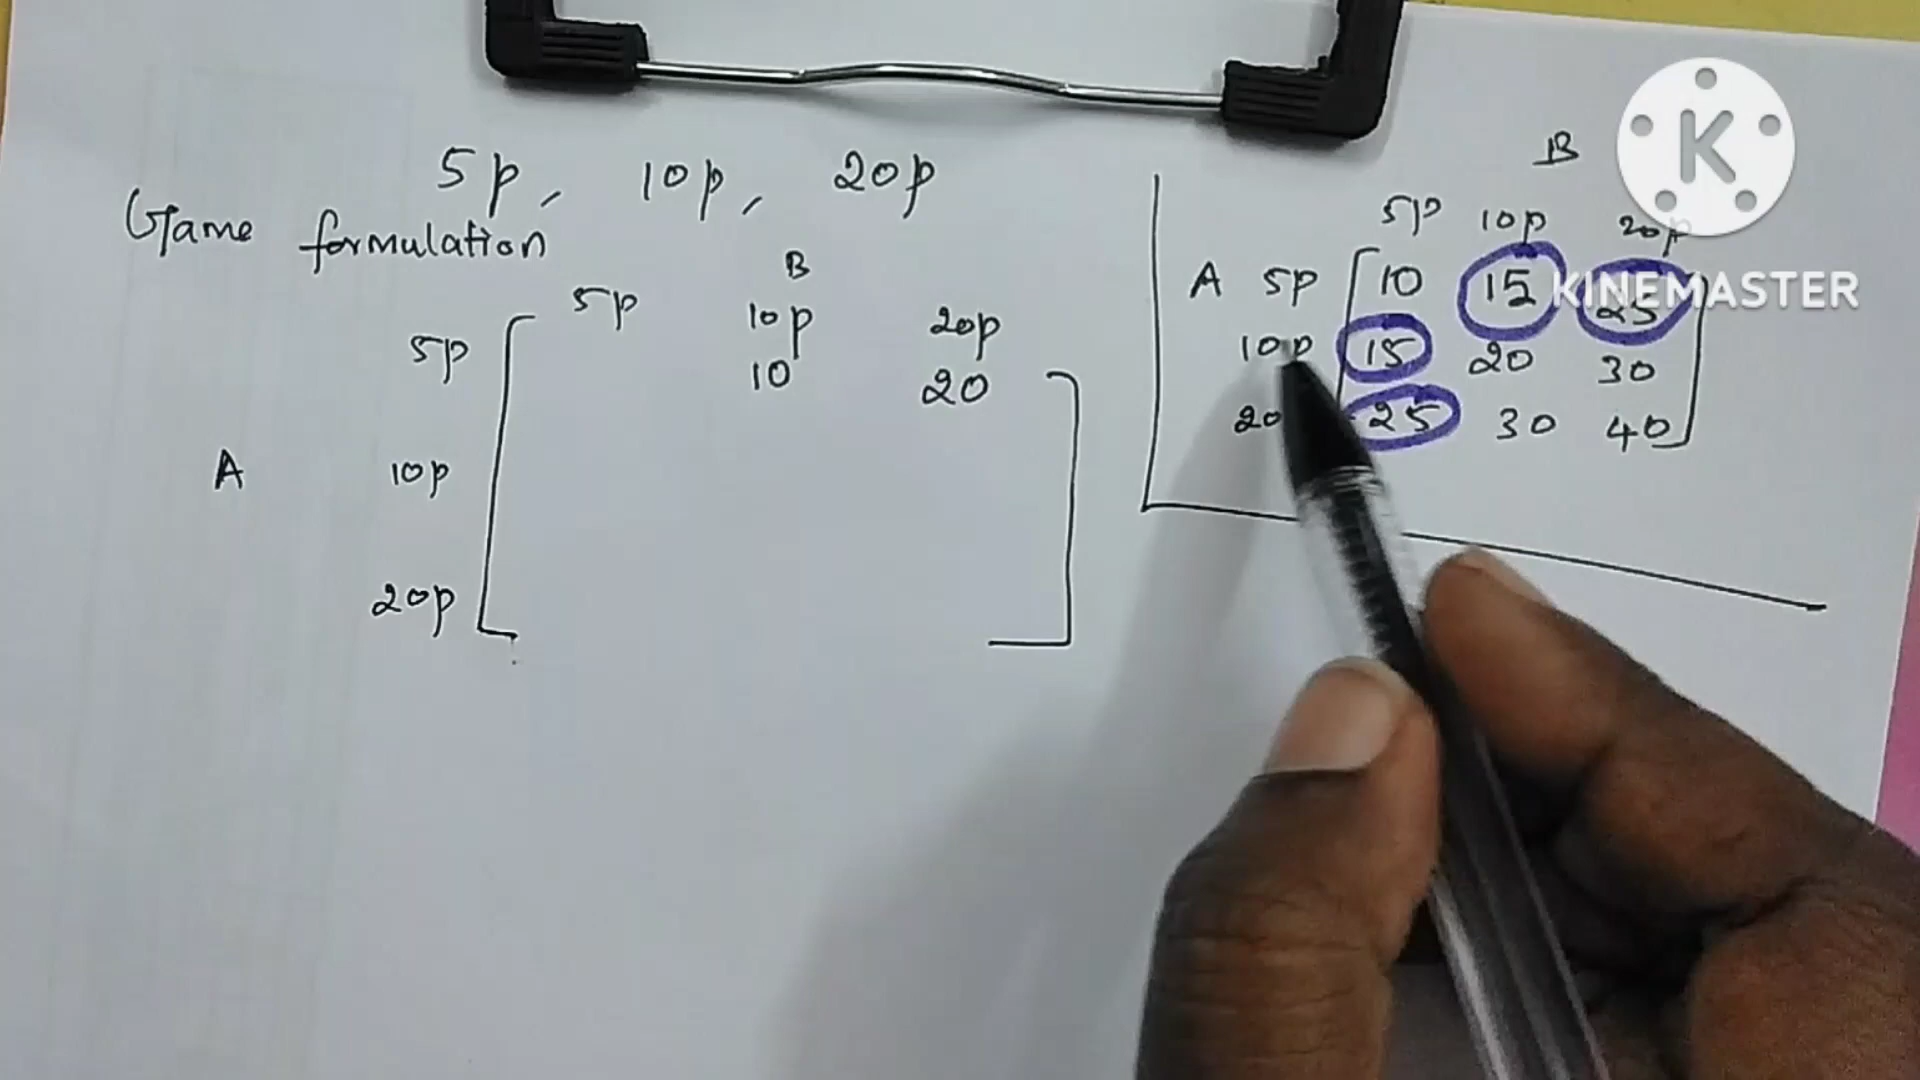 5p, 10p, 20p
Game formulation
B
5p 10p 20p
5p 10 20
A 10p
20p
B
5p 10p 20p
A 5p 10 15 25
10p 15 20 30
20 25 30 40
K
KINEMASTER